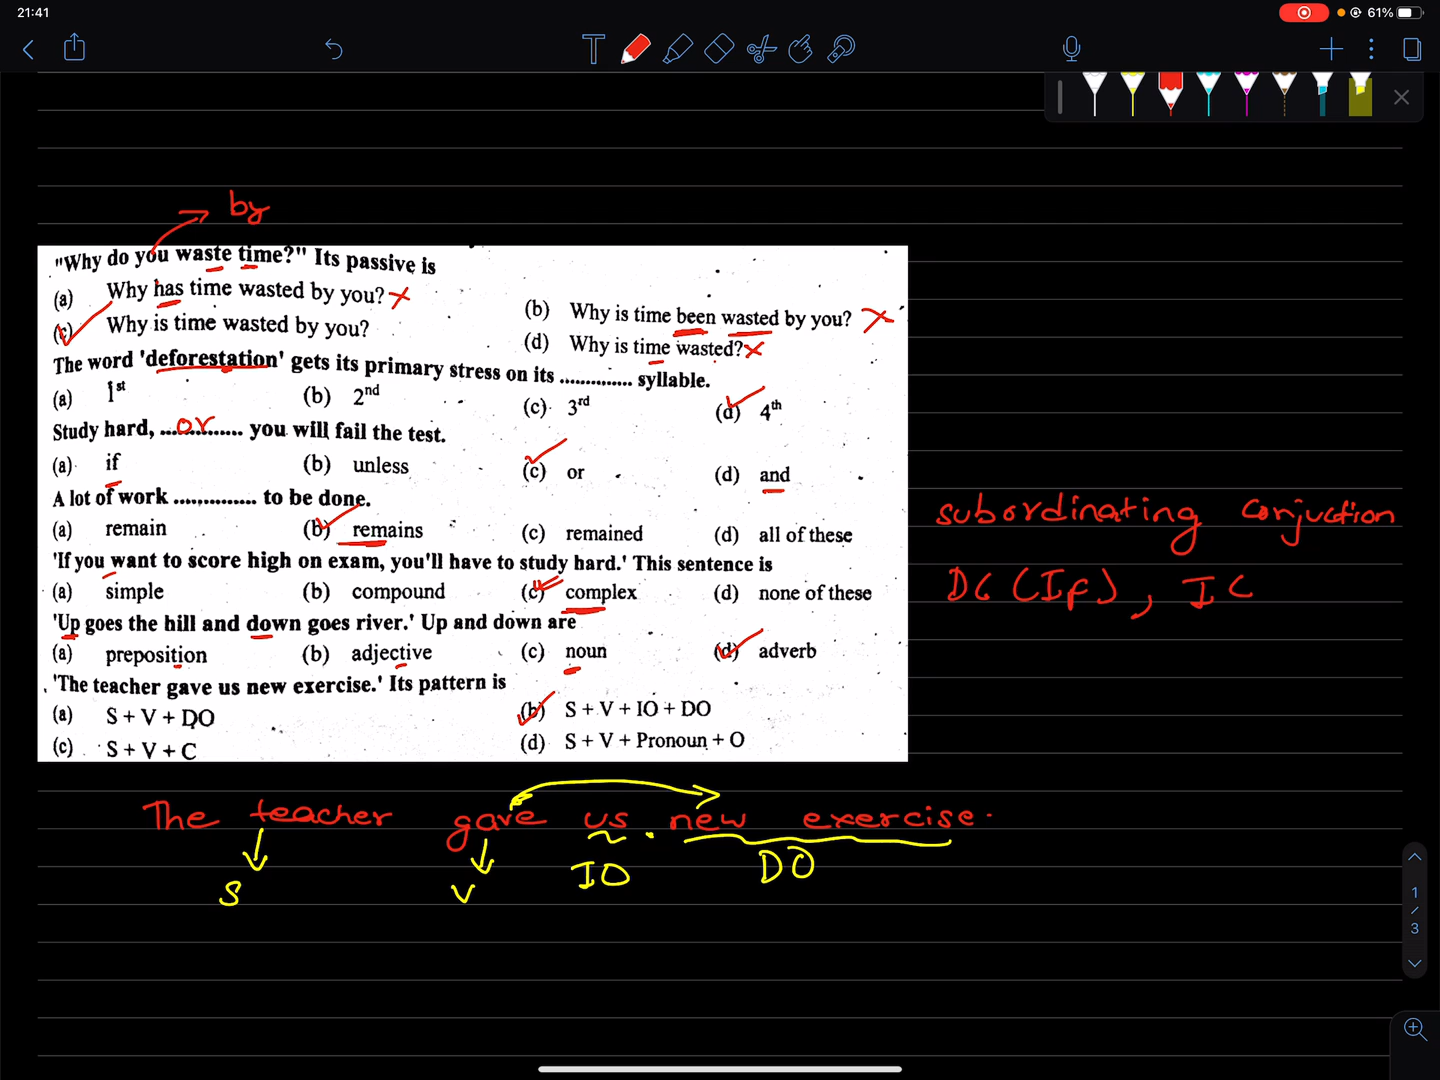 21:41
61%
T
by
"Why do you waste time?" Its passive is
(a) Why has time wasted by you? ×
(b) Why is time been wasted by you? ×
(c) Why is time wasted by you?
(d) Why is time wasted? ×
The word 'deforestation' gets its primary stress on its .............. syllable.
(a) 1st (b) 2nd (c) 3rd (d) 4th
Study hard, ...or......... you will fail the test.
(a) if (b) unless (c) or (d) and
A lot of work .............. to be done.
(a) remain (b) remains (c) remained (d) all of these
'If you want to score high on exam, you'll have to study hard.' This sentence is
(a) simple (b) compound (c) complex (d) none of these
'Up goes the hill and down goes river.' Up and down are
(a) preposition (b) adjective (c) noun (d) adverb
'The teacher gave us new exercise.' Its pattern is
(a) S + V + DO (b) S + V + IO + DO
(c) S + V + C (d) S + V + Pronoun + O
subordinating conjuction
DC (If), IC
The teacher gave us new exercise.
S V IO DO
1
/
3